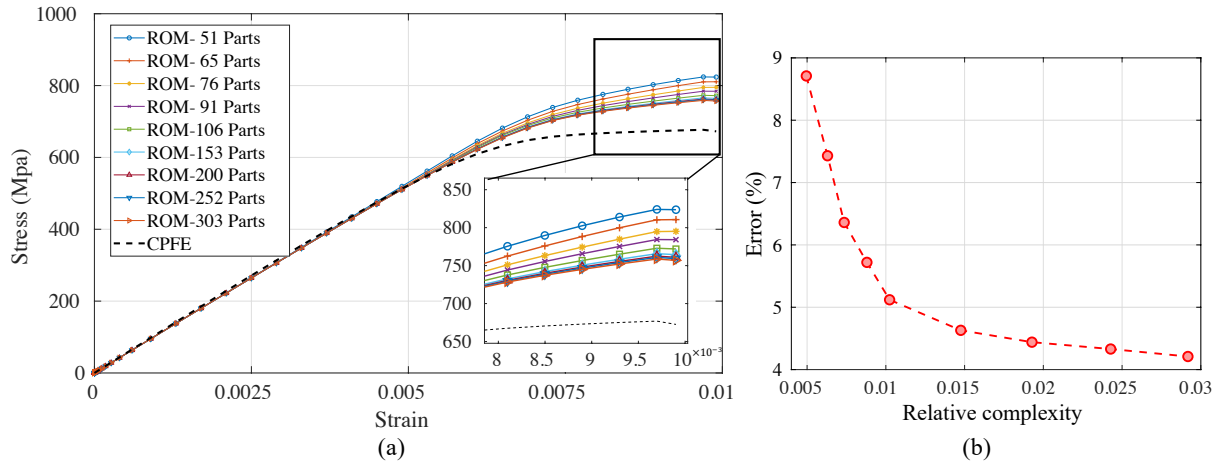 1000
800
600
400
200
0
Stress (Mpa)
ROM- 51 Parts
ROM- 65 Parts
ROM- 76 Parts
ROM- 91 Parts
ROM-106 Parts
ROM-153 Parts
ROM-200 Parts
ROM-252 Parts
ROM-303 Parts
CPFE
850
800
750
700
650
8 8.5 9 9.5 10
×10⁻³
0 0.0025 0.005 0.0075 0.01
Strain
(a)
9
8
7
6
5
4
Error (%)
0.005 0.01 0.015 0.02 0.025 0.03
Relative complexity
(b)